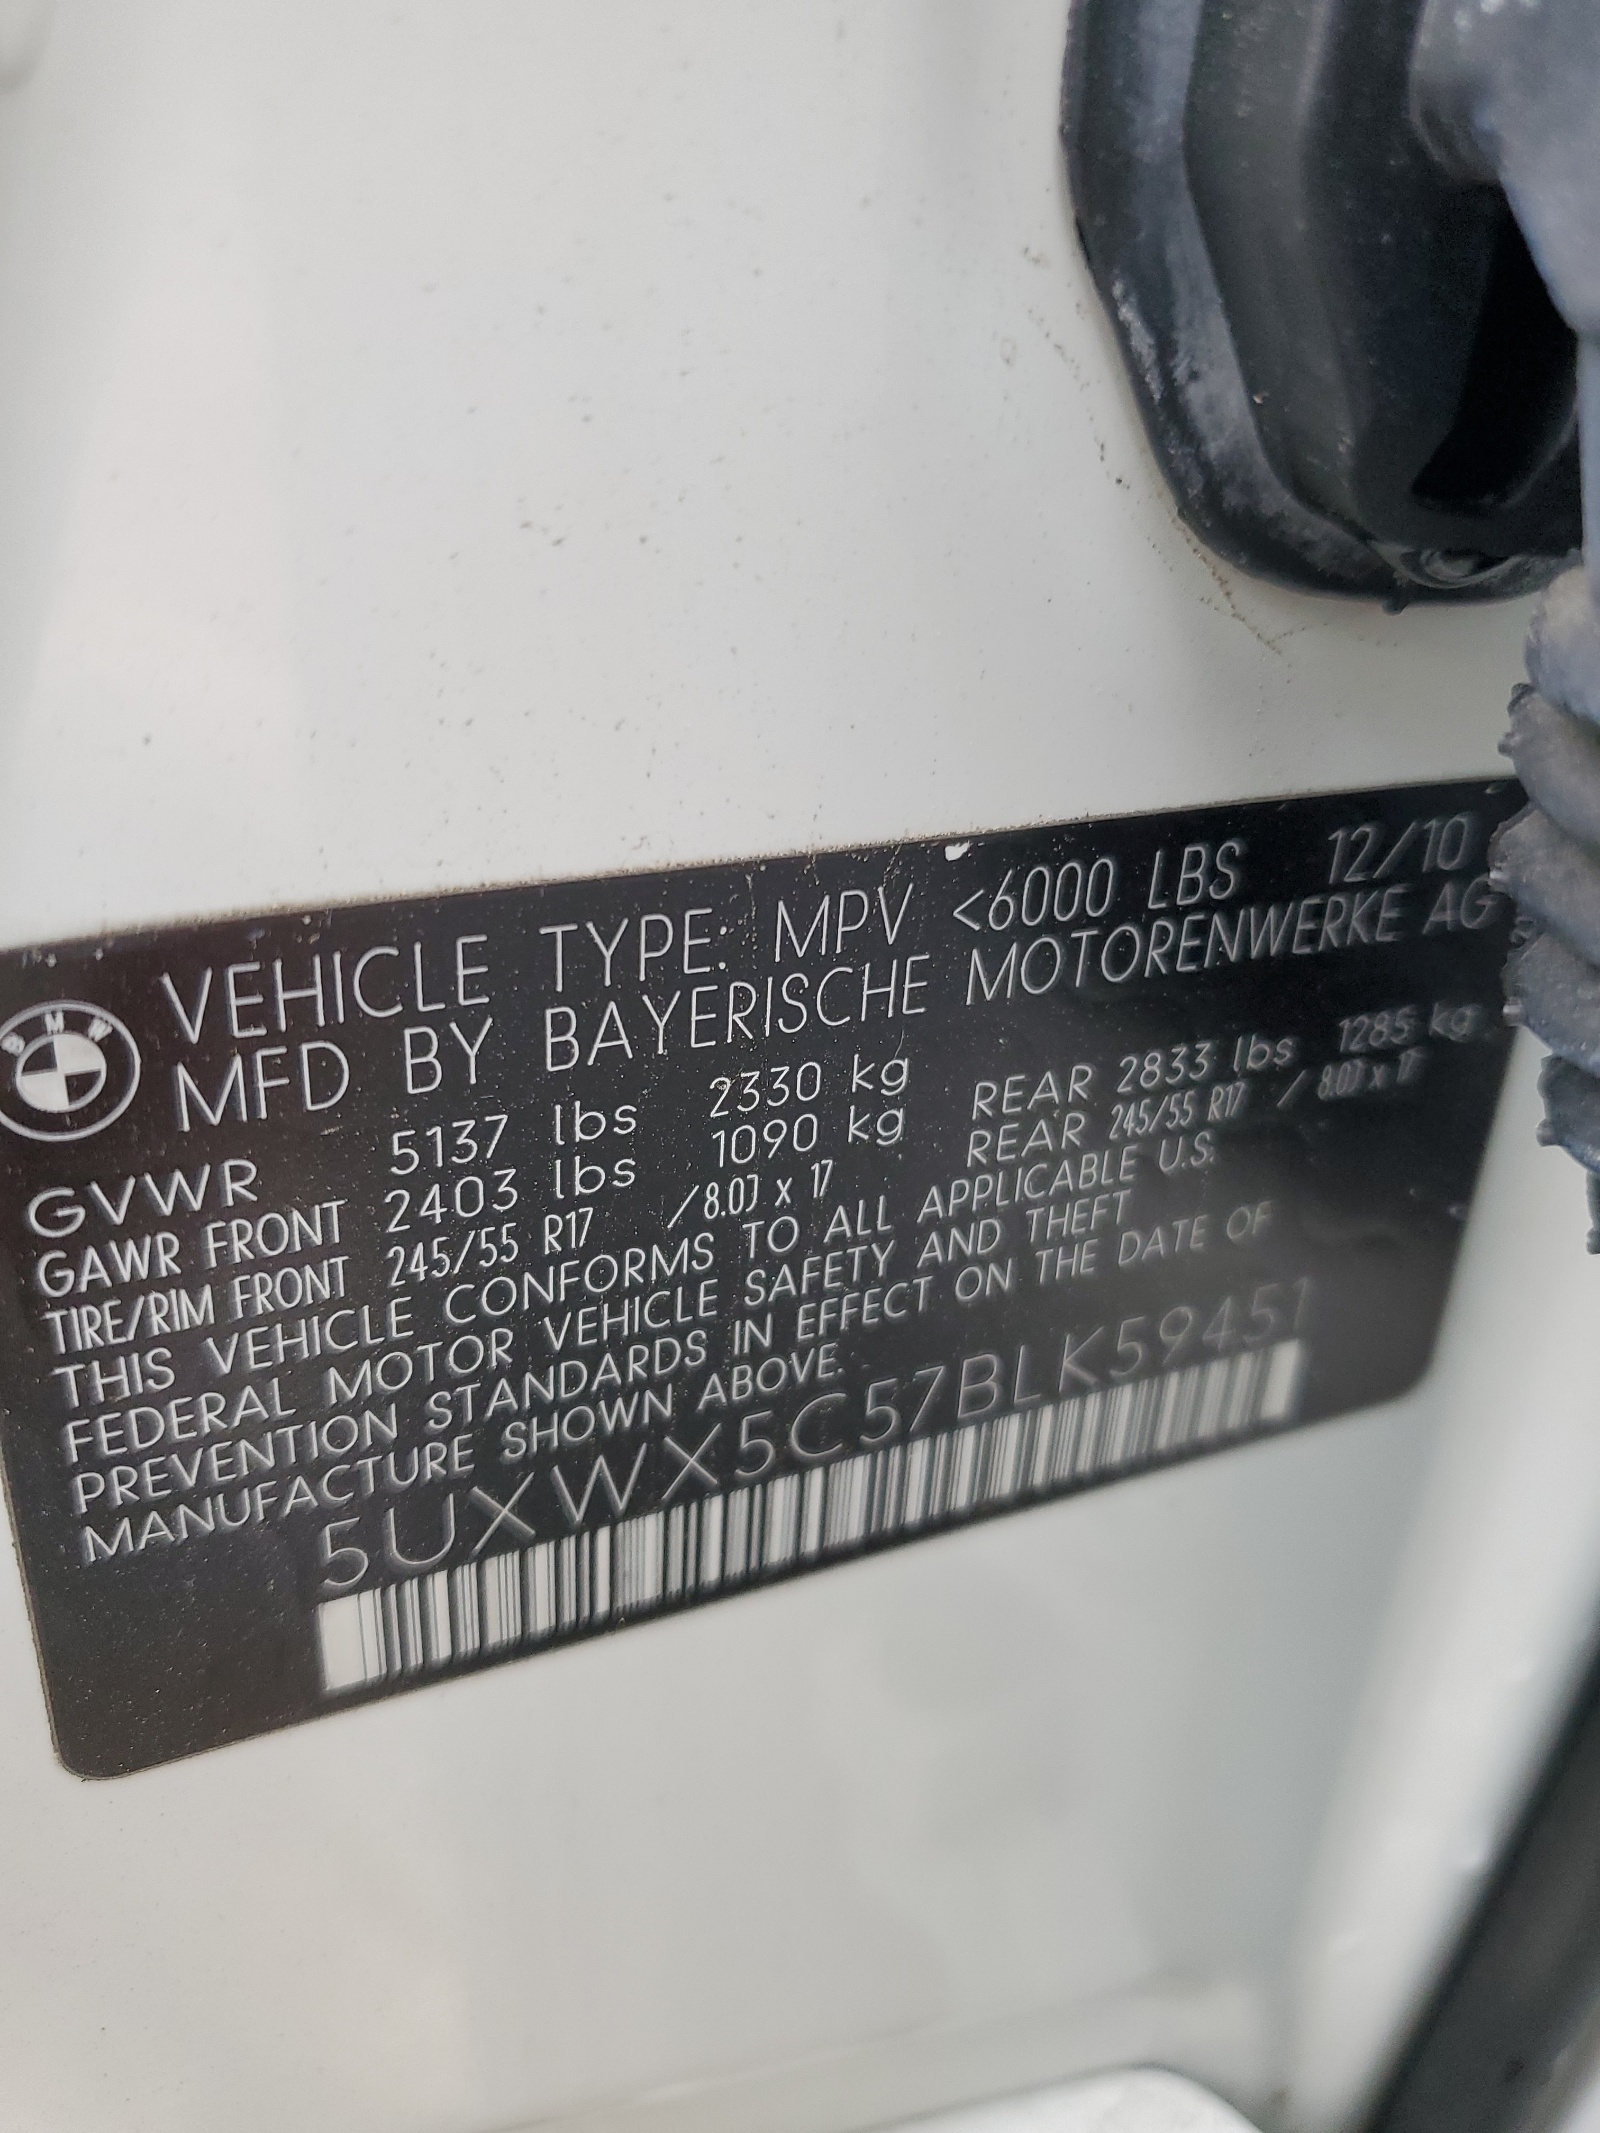 BMW
VEHICLE TYPE: MPV <6000 LBS 12/10
MFD BY BAYERISCHE MOTORENWERKE AG
GVWR 5137 lbs 2330 kg
GAWR FRONT 2403 lbs 1090 kg REAR 2833 lbs 1285 kg
TIRE/RIM FRONT 245/55 R17 /8.0J x 17 REAR 245/55 R17 / 8.0J x 17
THIS VEHICLE CONFORMS TO ALL APPLICABLE U.S.
FEDERAL MOTOR VEHICLE SAFETY AND THEFT
PREVENTION STANDARDS IN EFFECT ON THE DATE OF
MANUFACTURE SHOWN ABOVE.
5UXWX5C57BLK59451